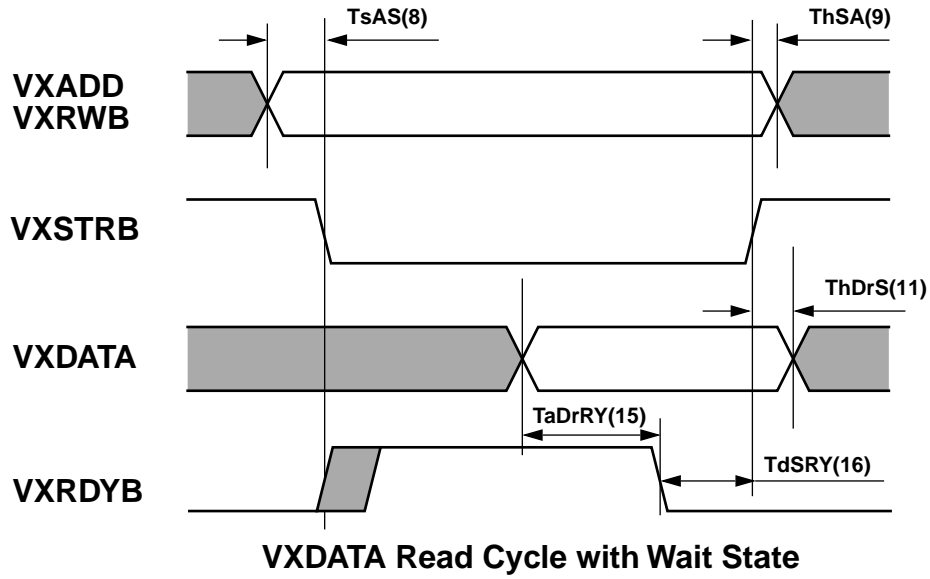 TsAS(8)
ThSA(9)
VXADD
VXRWB
VXSTRB
ThDrS(11)
VXDATA
TaDrRY(15)
TdSRY(16)
VXRDYB
VXDATA Read Cycle with Wait State